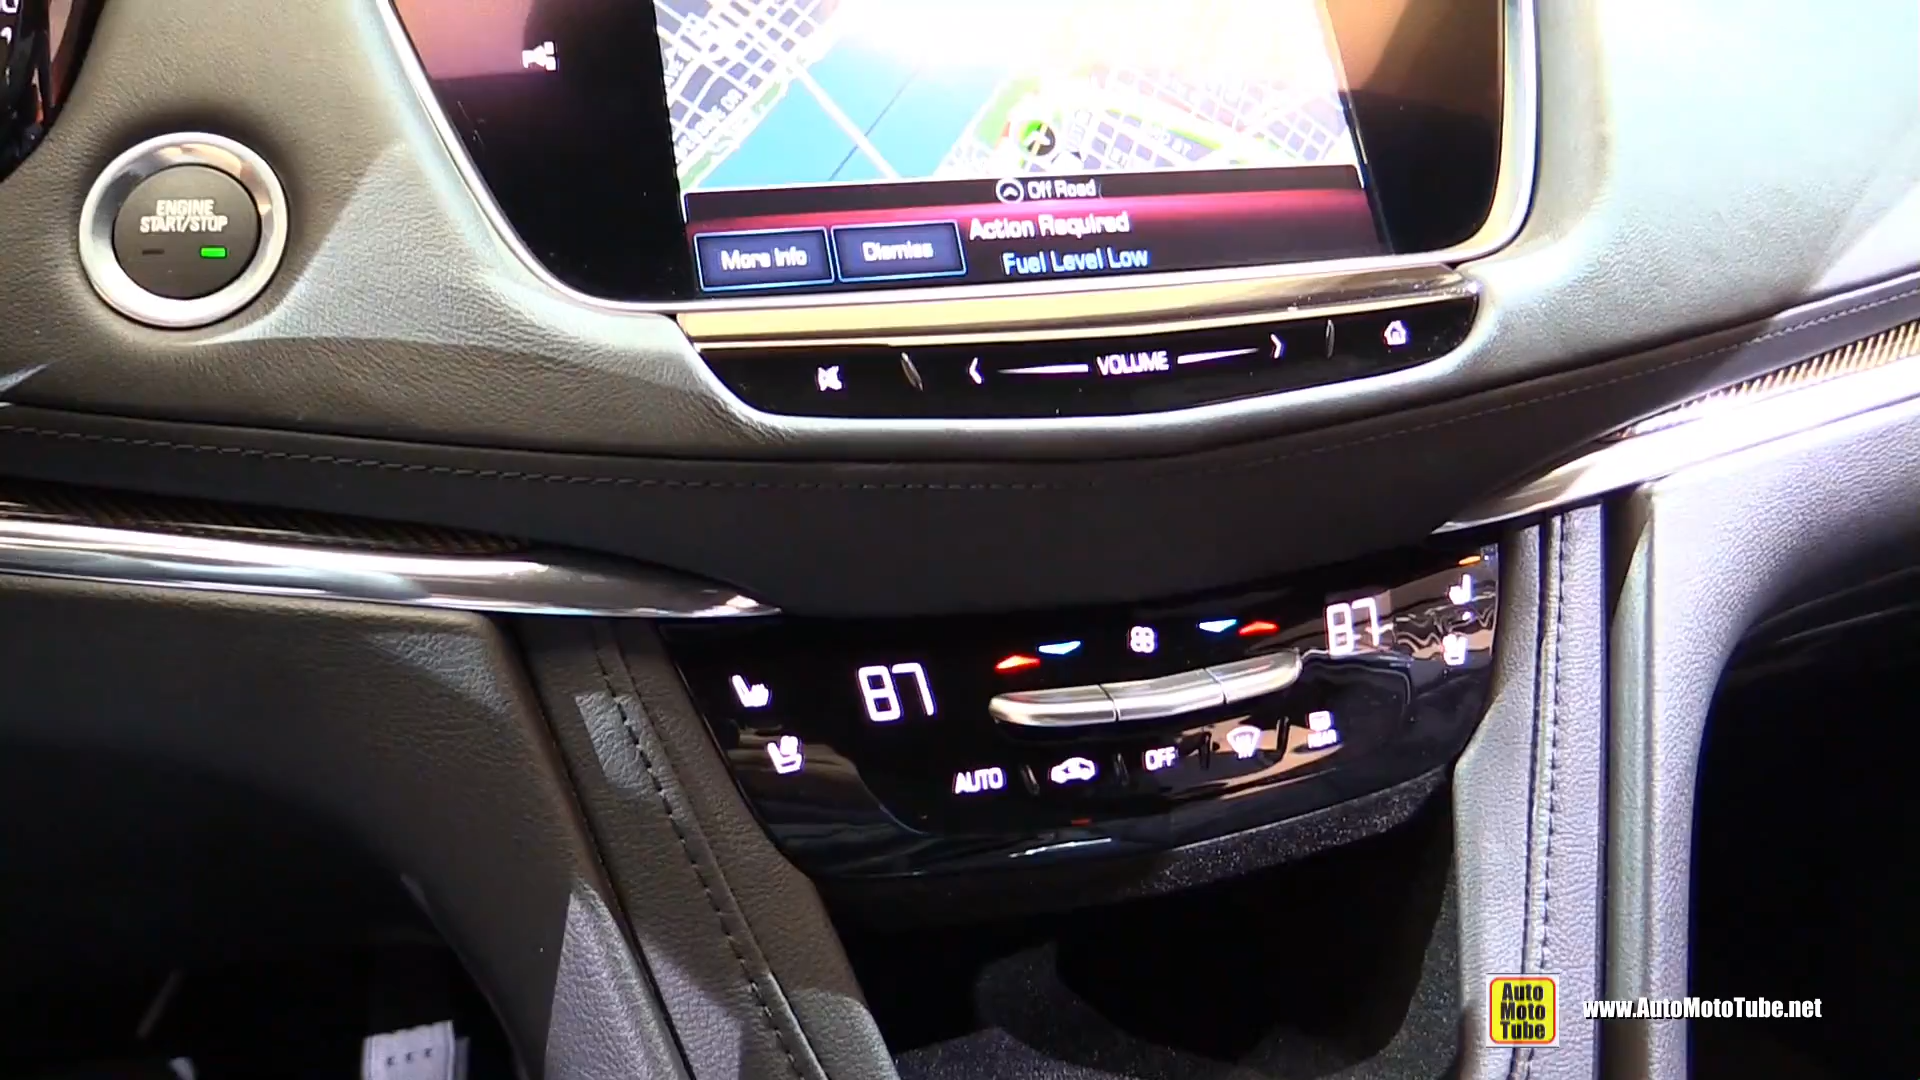 ENGINE
START/STOP
Off Road
Action Required
More Info
Dismiss
Fuel Level Low
VOLUME
87
87
AUTO
OFF
REAR
Auto
Moto
Tube
www.AutoMotoTube.net